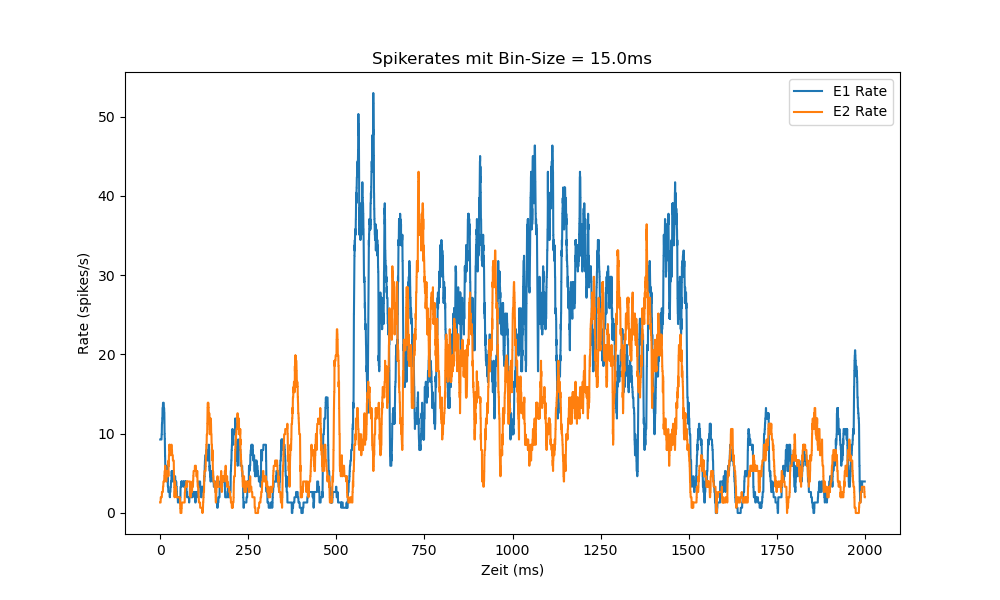 Spikerates mit Bin-Size = 15.0ms
E1 Rate
E2 Rate
Rate (spikes/s)
50
40
30
20
10
0
0 250 500 750 1000 1250 1500 1750 2000
Zeit (ms)